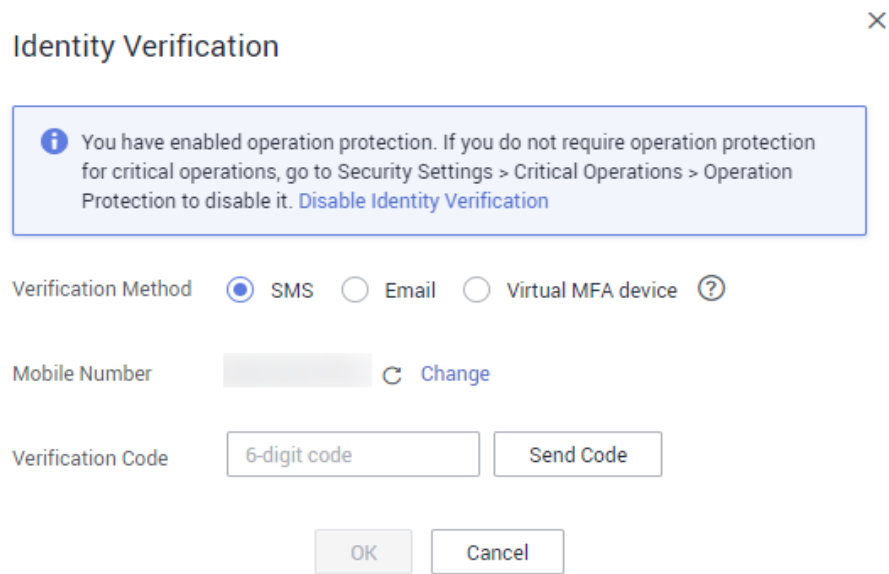 Identity Verification
You have enabled operation protection. If you do not require operation protection
for critical operations, go to Security Settings > Critical Operations > Operation
Protection to disable it. Disable Identity Verification
Verification Method SMS Email Virtual MFA device ?
Mobile Number Change
Verification Code 6-digit code Send Code
OK Cancel